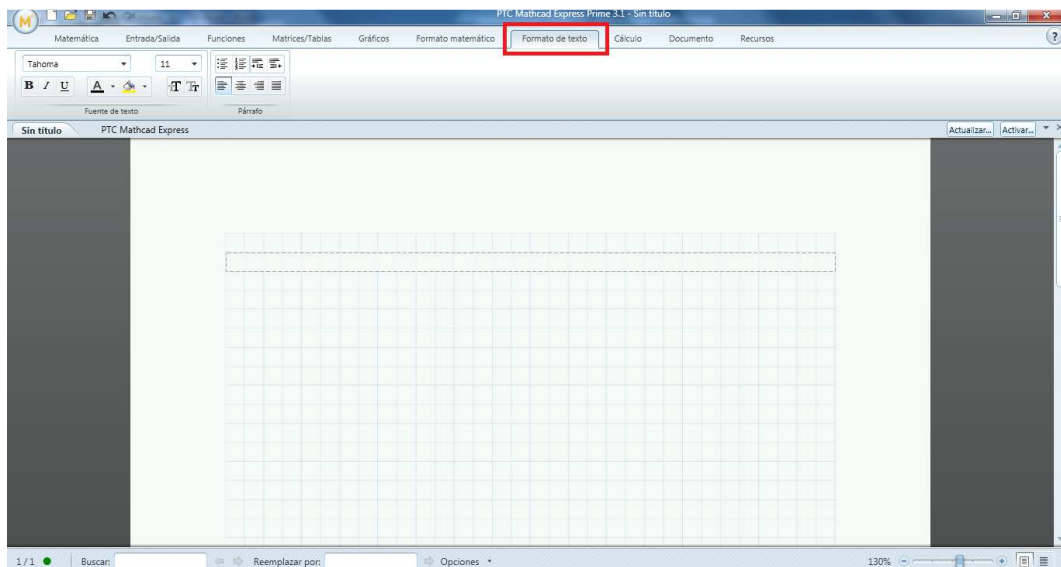 PTC Mathcad Express Prime 3.1 - Sin título
Matemática Entrada/Salida Funciones Matrices/Tablas Gráficos Formato matemático Formato de texto Cálculo Documento Recursos
Tahoma 11
B I U A T Tr
Fuente de texto Párrafo
Sin título PTC Mathcad Express Actualizar... Activar...
1 / 1 Buscar: Reemplazar por: Opciones 130%